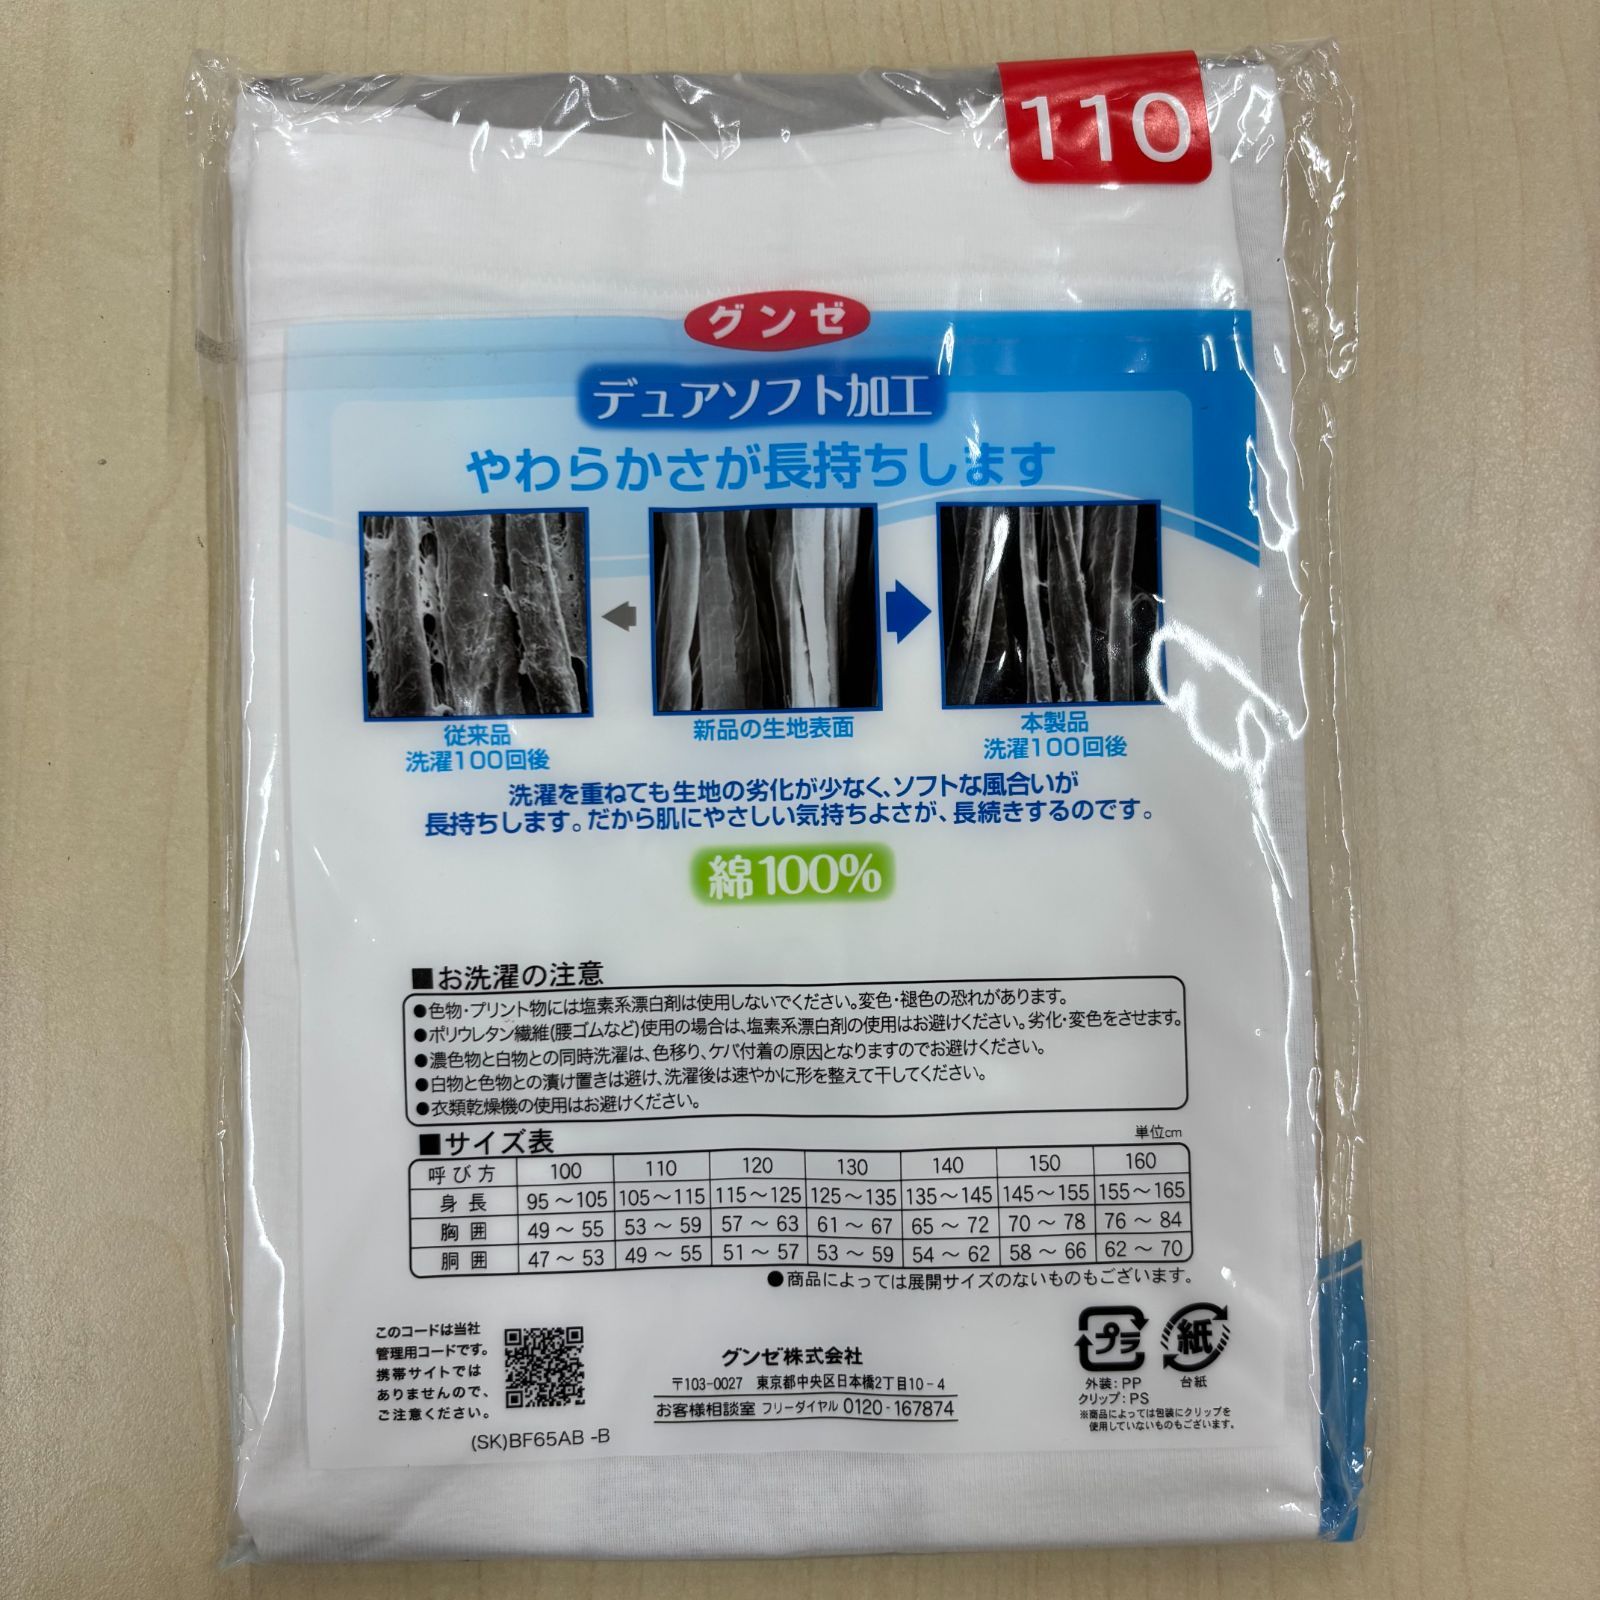 110
グンゼ
デュアソフト加工
やわらかさが長持ちします
従来品
洗濯100回後
新品の生地表面
本製品
洗濯100回後
洗濯を重ねても生地の劣化が少なく、ソフトな風合いが
長持ちします。だから肌にやさしい気持ちよさが、長続きするのです。
綿100%
■お洗濯の注意
●色物・プリント物には塩素系漂白剤は使用しないでください。変色・褪色の恐れがあります。
●ポリウレタン繊維(腰ゴムなど)使用の場合は、塩素系漂白剤の使用はお避けください。劣化・変色をさせます。
●濃色物と白物との同時洗濯は、色移り、ケバ付着の原因となりますのでお避けください。
●白物と色物との漬け置きは避け、洗濯後は速やかに形を整えて干してください。
●衣類乾燥機の使用はお避けください。
■サイズ表 単位cm
呼び方 100 110 120 130 140 150 160
身長 95～105 105～115 115～125 125～135 135～145 145～155 155～165
胸囲 49～55 53～59 57～63 61～67 65～72 70～78 76～84
胴囲 47～53 49～55 51～57 53～59 54～62 58～66 62～70
●商品によっては展開サイズのないものもございます。
このコードは当社
管理用コードです。
携帯サイトでは
ありませんので、
ご注意ください。
(SK)BF65AB -B
グンゼ株式会社
〒103-0027 東京都中央区日本橋2丁目10-4
お客様相談室 フリーダイヤル 0120-167874
プラ
紙
外装:PP
クリップ:PS
台紙
※商品によっては包装にクリップを
使用していないものもございます。